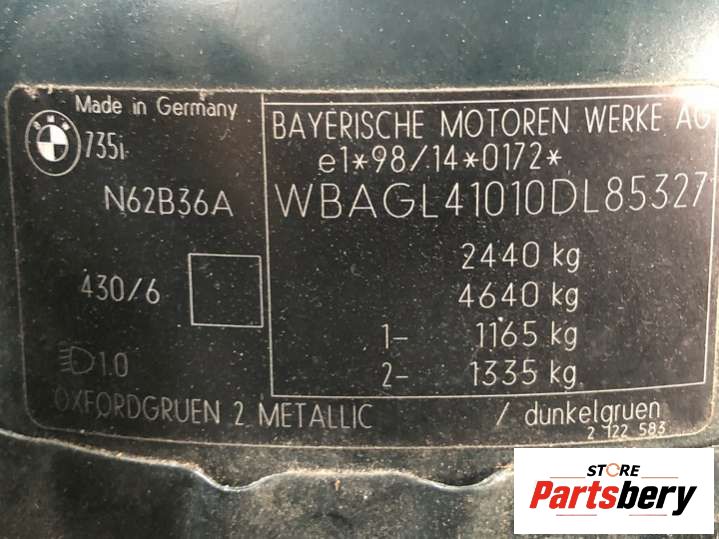 Made in Germany
BMW
735i
N62B36A
430/6
1.0
OXFORDGRUEN 2 METALLIC
BAYERISCHE MOTOREN WERKE AG
e1*98/14*0172*
WBAGL41010DL85327
2440 kg
4640 kg
1- 1165 kg
2- 1335 kg
/ dunkelgruen
2 122 583
STORE
Partsbery